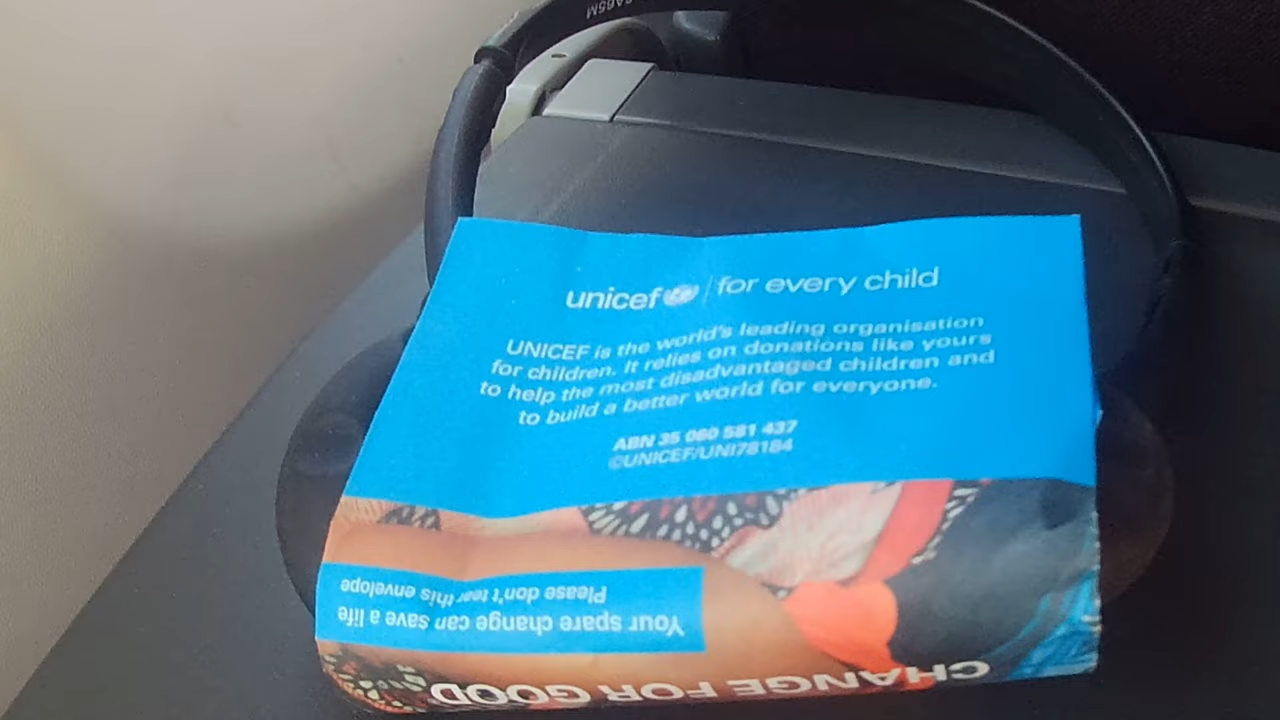 unicef | for every child
UNICEF is the world's leading organisation
for children. It relies on donations like yours
to help the most disadvantaged children and
to build a better world for everyone.
ABN 35 060 581 437
©UNICEF/UNI78184
CHANGE FOR GOOD
Your spare change can save a life
Please don't tear this envelope